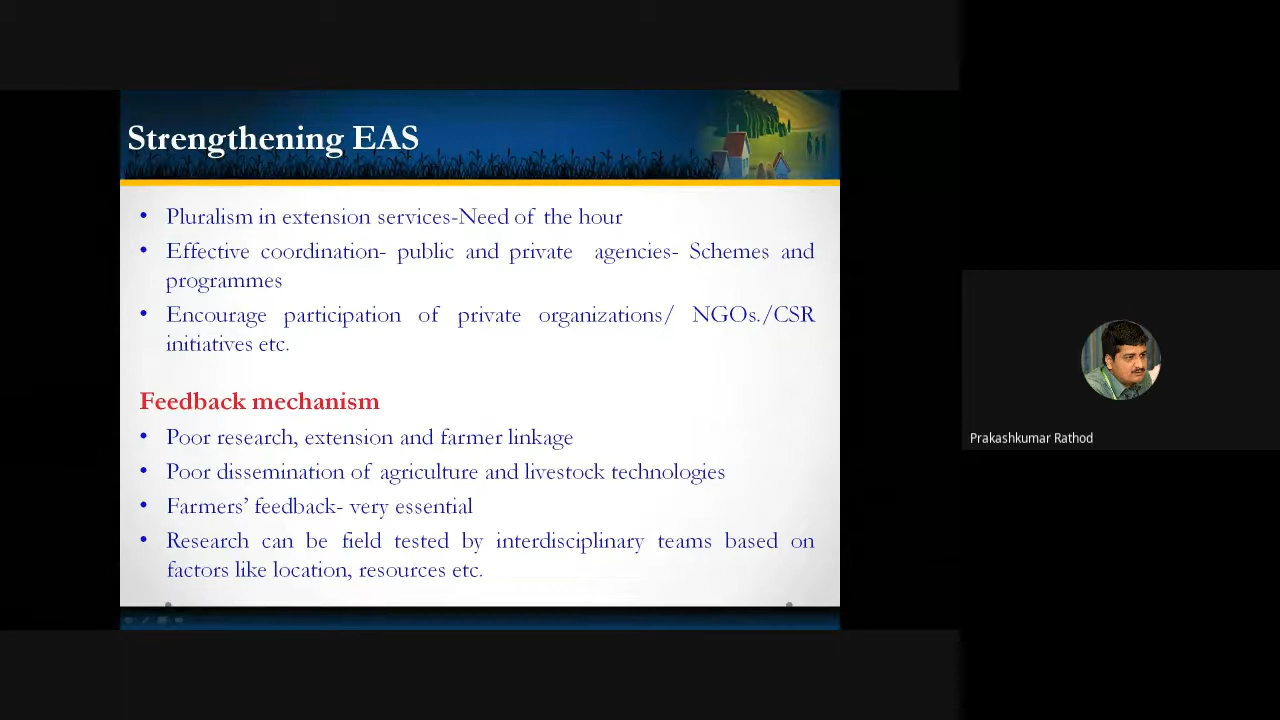 Strengthening EAS
• Pluralism in extension services-Need of the hour
• Effective coordination- public and private agencies- Schemes and
programmes
• Encourage participation of private organizations/ NGOs./CSR
initiatives etc.
Feedback mechanism
• Poor research, extension and farmer linkage
• Poor dissemination of agriculture and livestock technologies
• Farmers’ feedback- very essential
• Research can be field tested by interdisciplinary teams based on
factors like location, resources etc.
Prakashkumar Rathod